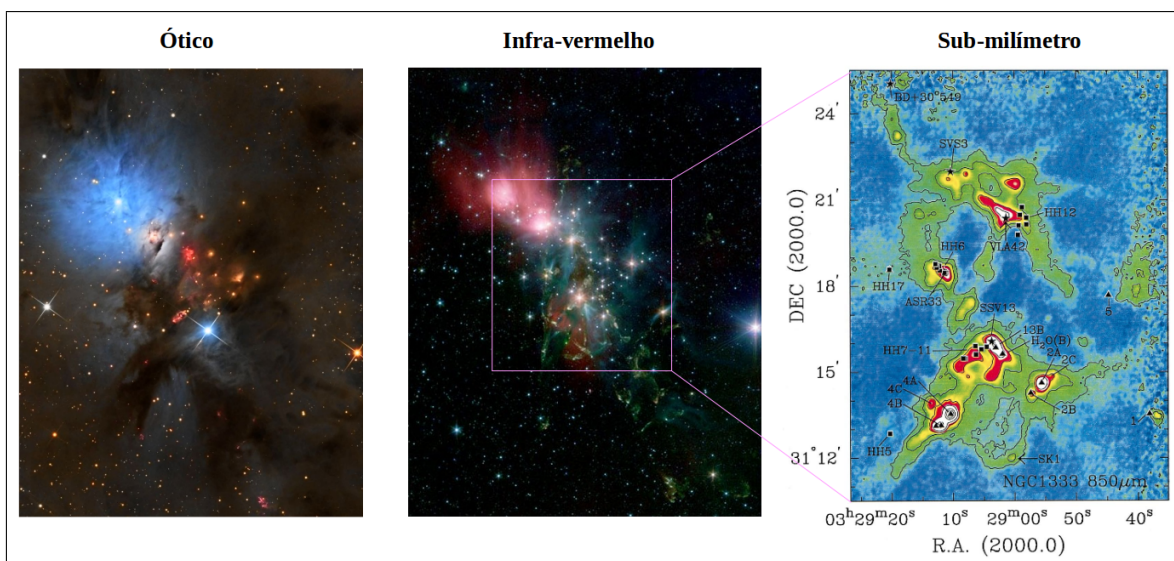 Ótico
Infra-vermelho
Sub-milímetro
BD+30°549
24′
SVS3
21′
HH12
VLA42
HH6
18′
HH17
ASR33
5
SSV13
13B
H₂O(B)
2A
2C
HH7-11
15′
4A
4C
4B
2B
1
HH5
SK1
31°12′
NGC1333 850μm
DEC (2000.0)
03ʰ29ᵐ20ˢ 10ˢ 29ᵐ00ˢ 50ˢ 40ˢ
R.A. (2000.0)